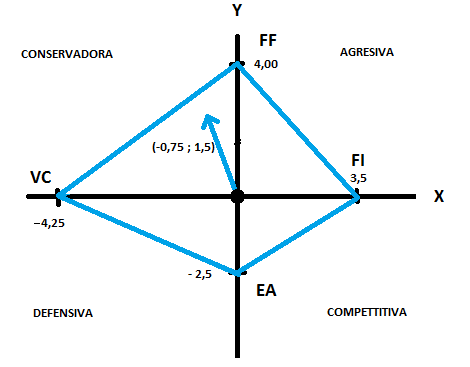 Y
FF
CONSERVADORA
AGRESIVA
4,00
(-0,75 ; 1,5)
VC
FI
3,5
X
−4,25
- 2,5
EA
DEFENSIVA
COMPETTITIVA